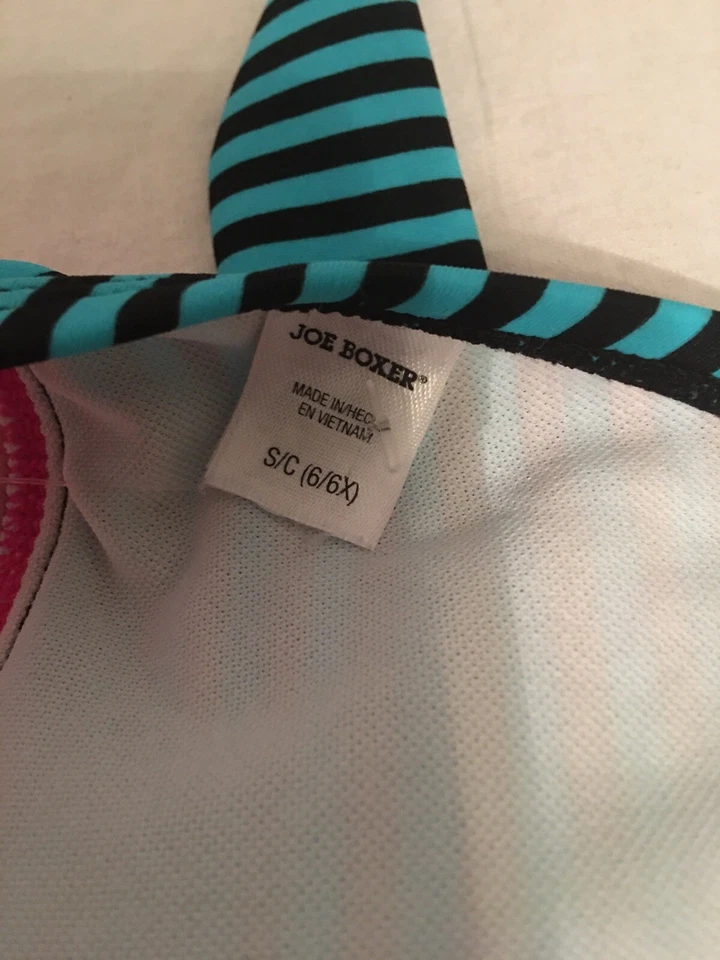 JOE BOXER®
MADE IN/HECHO
EN VIETNAM
S/C (6/6X)